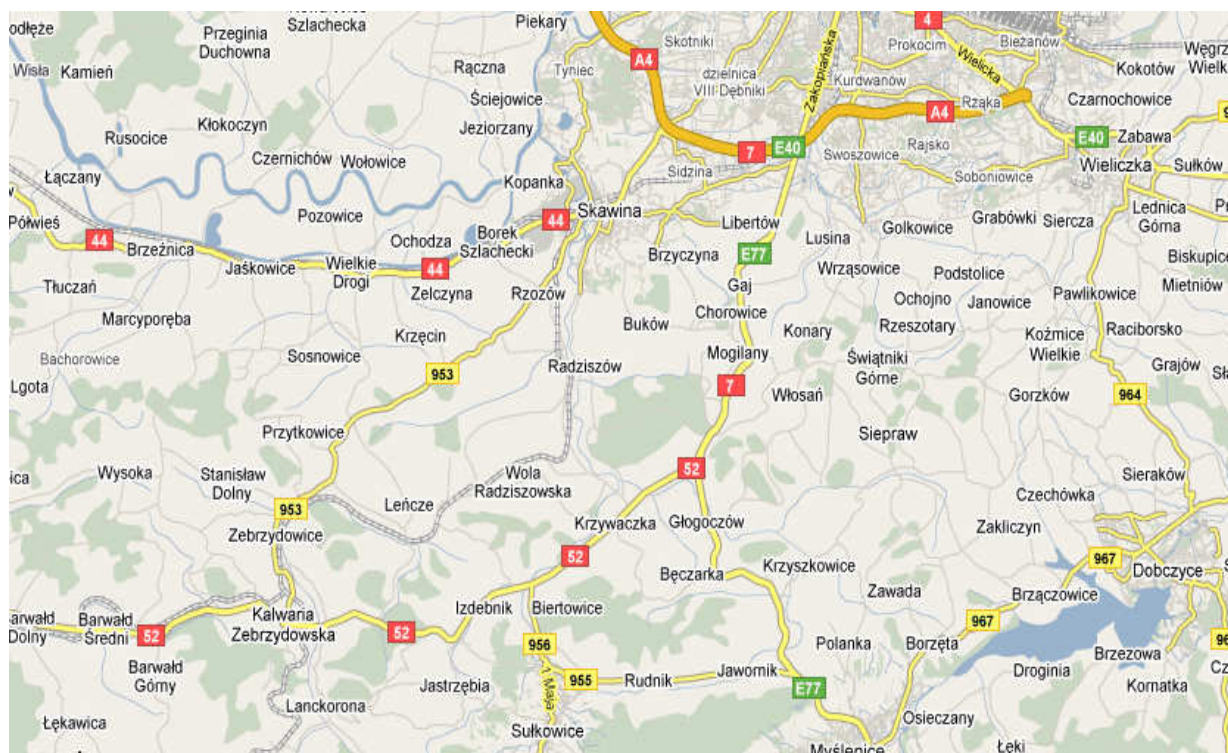 Piekary
4
Szlachecka
Przeginia
Duchowna
Skotniki
Prokocim
Bieżanów
Wisła
Kamień
Rączna
Tyniec
A4
dzielnica
VIII Dębniki
Zakopiańska
Kurdwanów
Wielicka
Kokotów
Ściejowice
Jeziorzany
Rusocice
Kłokoczyn
A4
Rząka
Czarnochowice
Czernichów
Wołowice
7
E40
Swoszowice
Rajsko
E40
Zabawa
Łączany
Kopanka
Sidzina
Soboniowice
Wieliczka
Sułków
Półwieś
44
Brzeźnica
Pozowice
Ochodza
Borek
Szlachecki
44
Skawina
Libertów
Lusina
Golkowice
Grabówki
Siercza
Lednica
Górna
Jaśkowice
Wielkie
Drogi
44
Brzyczyna
E77
Wrząsowice
Podstolice
Biskupice
Tłuczań
Zelczyna
Rzozów
Gaj
Ochojno
Janowice
Pawlikowice
Mietniów
Marcyporęba
Krzęcin
Buków
Chorowice
Konary
Rzeszotary
Koźmice
Wielkie
Raciborsko
Bachorowice
Sosnowice
953
Radziszów
Mogilany
Świątniki
Górne
Grajów
Lgota
7
Włosań
Gorzków
964
Przytkowice
Siepraw
Wysoka
Stanisław
Dolny
Wola
Radziszowska
52
Sieraków
953
Leńcze
Czechówka
Zebrzydowice
Krzywaczka
Głogoczów
Zakliczyn
52
967
Dobczyce
Bęczarka
Krzyszkowice
Zawada
Brzączowice
Barwałd
Dolny
Barwałd
Średni
52
Kalwaria
Zebrzydowska
52
Izdebnik
Biertowice
967
956
Polanka
Borzęta
Brzezowa
Barwałd
Górny
Jastrzębia
1 Maja
955
Rudnik
Jawornik
E77
Droginia
Kornatka
Łękawica
Lanckorona
Sułkowice
Osieczany
Myślenice
Łęki